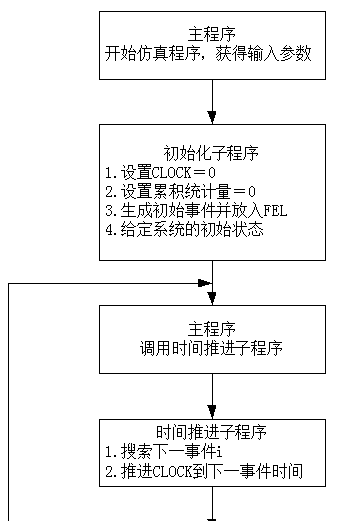 主程序
开始仿真程序，获得输入参数
初始化子程序
1.设置CLOCK＝0
2.设置累积统计量＝0
3.生成初始事件并放入FEL
4.给定系统的初始状态
主程序
调用时间推进子程序
时间推进子程序
1.搜索下一事件i
2.推进CLOCK到下一事件时间